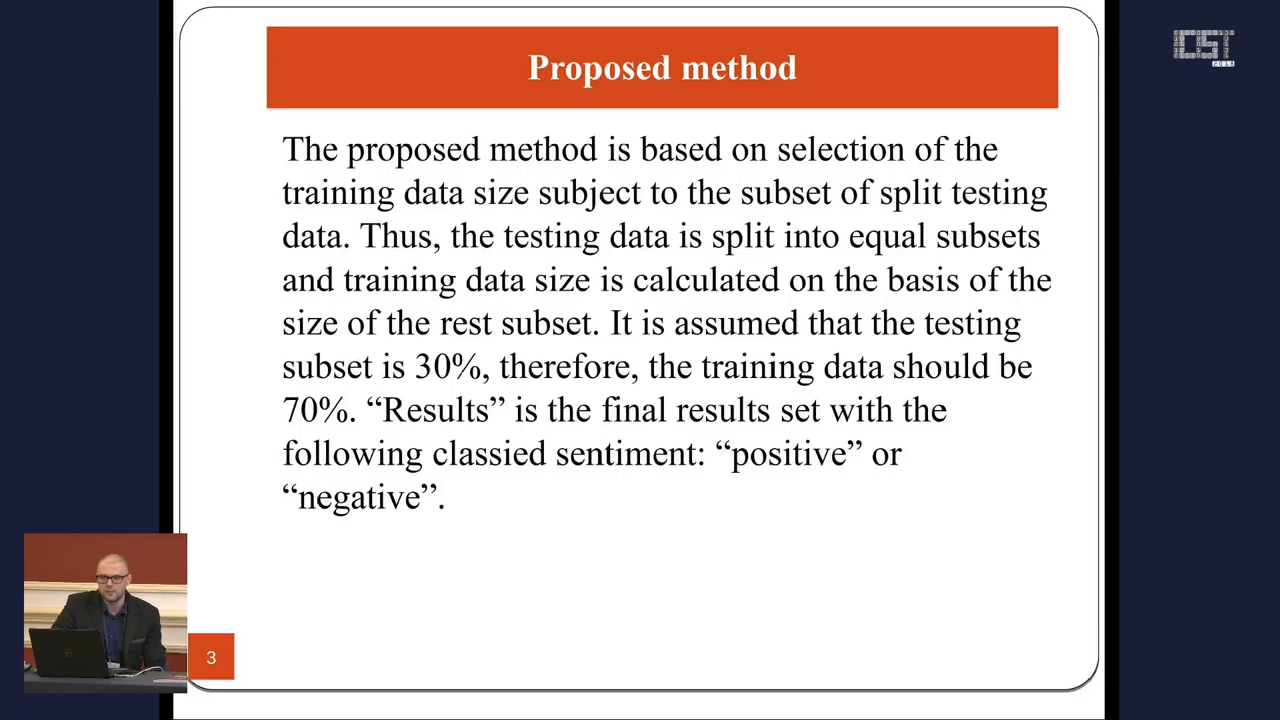 Proposed method
The proposed method is based on selection of the
training data size subject to the subset of split testing
data. Thus, the testing data is split into equal subsets
and training data size is calculated on the basis of the
size of the rest subset. It is assumed that the testing
subset is 30%, therefore, the training data should be
70%. “Results” is the final results set with the
following classied sentiment: “positive” or
“negative”.
3